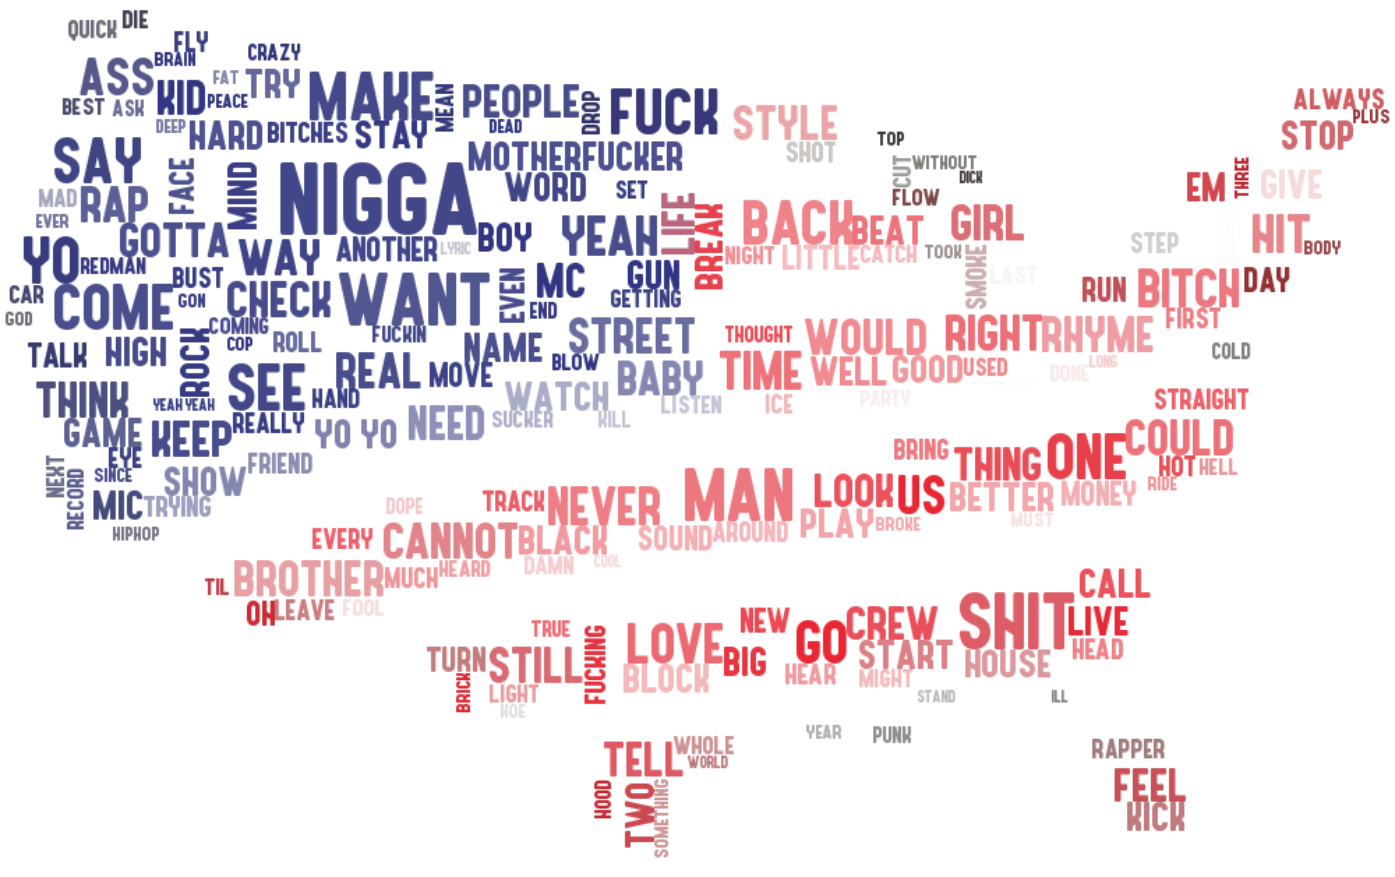 QUICK DIE
FLY
BRAIN CRAZY
ASS FAT TRY
KID PEACE MAKE MEAN PEOPLE DROP FUCK STYLE ALWAYS
BEST ASK PLUS
DEEP HARD BITCHES STAY DEAD STOP
SAY FACE MIND MOTHERFUCKER SHOT TOP
NIGGA WORD SET CUT WITHOUT DICK
MAD RAP LIFE BREAK FLOW EM THREE GIVE
EVER
GOTTA WAY ANOTHER LYRIC BOY YEAH BACK BEAT GIRL STEP HIT BODY
YO REDMAN NIGHT LITTLE CATCH TOOK
BUST EVEN MC GUN SMOKE LAST RUN BITCH DAY
CAR COME GON CHECK WANT END GETTING
GOD COMING FUCKIN STREET THOUGHT WOULD RIGHT RHYME FIRST
TALK HIGH ROCK COP ROLL NAME BLOW COLD
SEE REAL MOVE BABY TIME WELL GOOD USED DONE LONG
THINK YEAH YEAH HAND WATCH LISTEN ICE PARTY STRAIGHT
GAME KEEP REALLY YO YO NEED SUCKER KILL COULD
EYE FRIEND BRING THING ONE HOT HELL
NEXT RECORD SINCE SHOW RIDE
MIC TRYING DOPE TRACK NEVER MAN LOOK US BETTER MONEY
HIPHOP EVERY CANNOT BLACK SOUND AROUND PLAY BROKE MUST
TIL BROTHER MUCH HEARD DAMN COOL CALL
OH LEAVE FOOL
TRUE FUCKING LOVE NEW GO CREW SHIT LIVE
TURN STILL BIG START HOUSE HEAD
BRICK LIGHT BLOCK HEAR MIGHT
HOE STAND ILL
TELL WHOLE YEAR PUNK RAPPER
WORLD
HOOD TWO SOMETHING FEEL
KICK